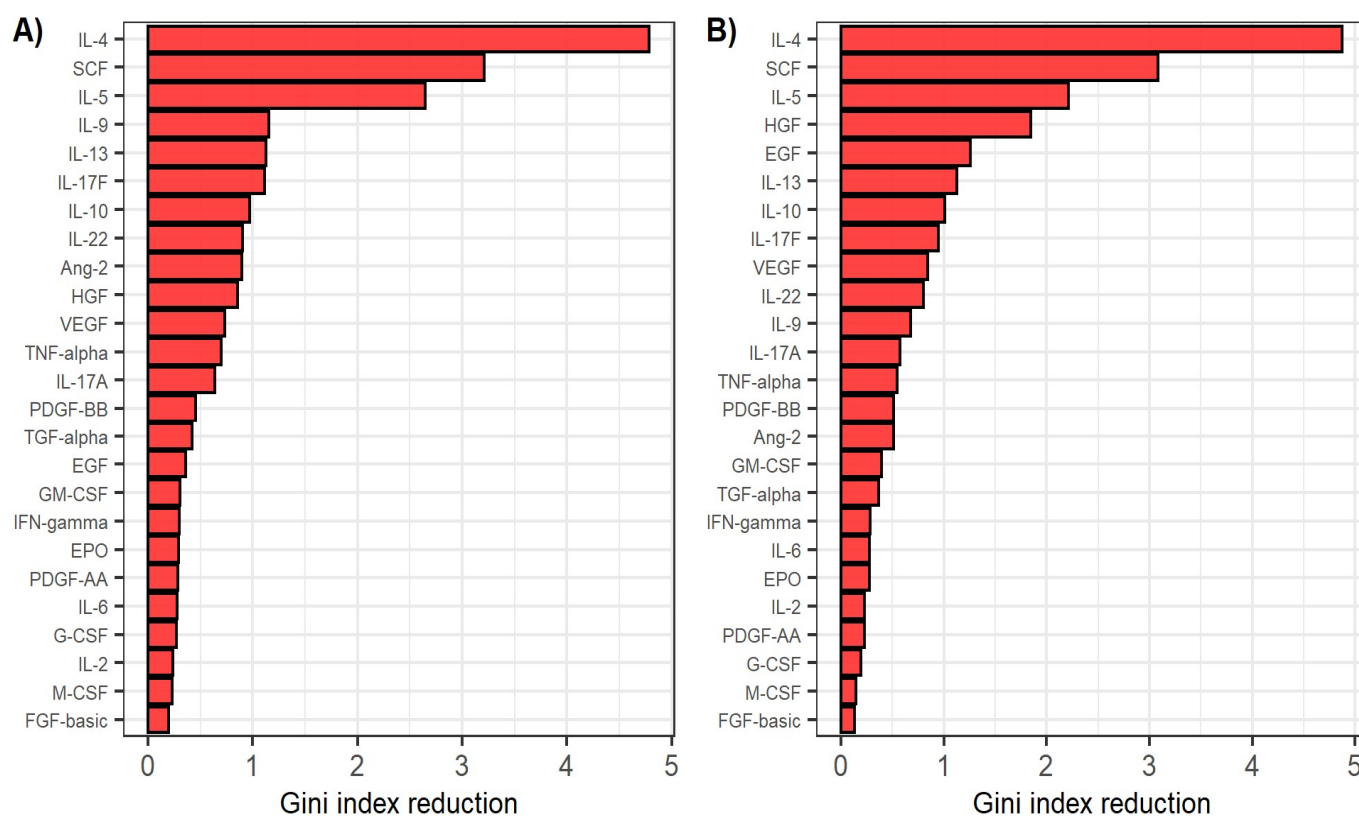 A)
IL-4
SCF
IL-5
IL-9
IL-13
IL-17F
IL-10
IL-22
Ang-2
HGF
VEGF
TNF-alpha
IL-17A
PDGF-BB
TGF-alpha
EGF
GM-CSF
IFN-gamma
EPO
PDGF-AA
IL-6
G-CSF
IL-2
M-CSF
FGF-basic
0 1 2 3 4 5
Gini index reduction
B)
IL-4
SCF
IL-5
HGF
EGF
IL-13
IL-10
IL-17F
VEGF
IL-22
IL-9
IL-17A
TNF-alpha
PDGF-BB
Ang-2
GM-CSF
TGF-alpha
IFN-gamma
IL-6
EPO
IL-2
PDGF-AA
G-CSF
M-CSF
FGF-basic
0 1 2 3 4 5
Gini index reduction